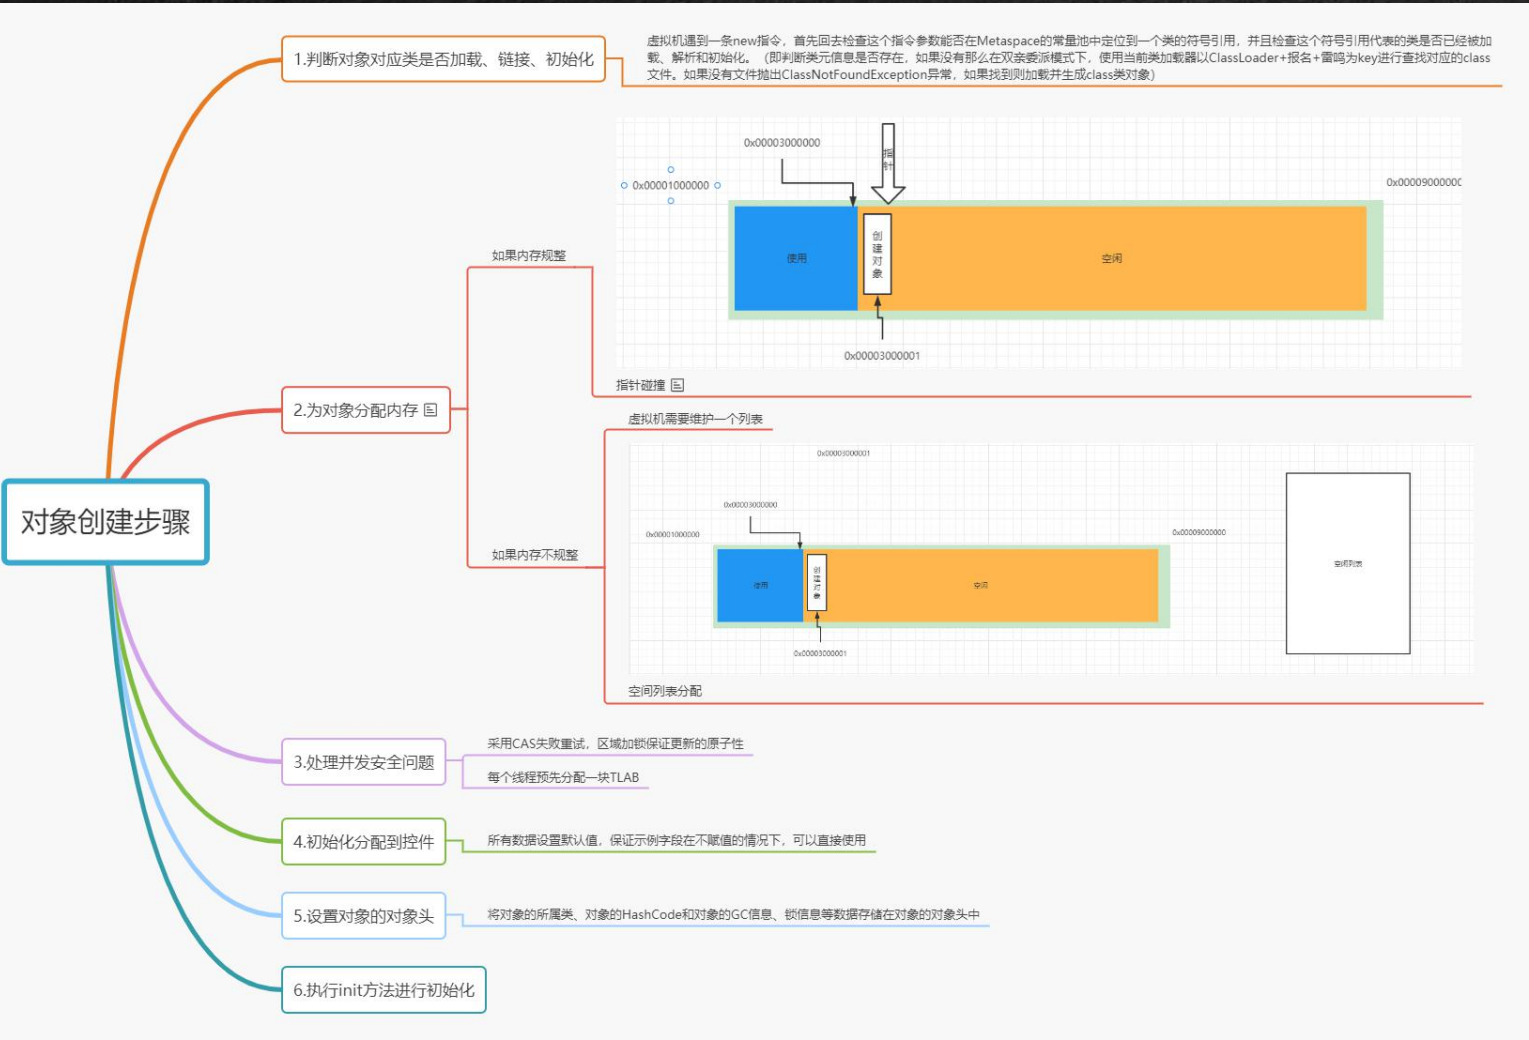 对象创建步骤
1.判断对象对应类是否加载、链接、初始化
虚拟机遇到一条new指令，首先回去检查这个指令参数能否在Metaspace的常量池中定位到一个类的符号引用，并且检查这个符号引用代表的类是否已经被加
载、解析和初始化。（即判断类元信息是否存在，如果没有那么在双亲委派模式下，使用当前类加载器以ClassLoader+报名+雷鸣为key进行查找对应的class
文件。如果没有文件抛出ClassNotFoundException异常，如果找到则加载并生成class类对象）
2.为对象分配内存
如果内存规整
0x00003000000
指针
0x00001000000
0x00009000000
使用
创建对象
空闲
0x00003000001
指针碰撞
如果内存不规整
虚拟机需要维护一个列表
0x00003000001
0x00003000000
0x00001000000
0x00009000000
使用
创建对象
空闲
空闲列表
0x00003000001
空间列表分配
3.处理并发安全问题
采用CAS失败重试，区域加锁保证更新的原子性
每个线程预先分配一块TLAB
4.初始化分配到控件
所有数据设置默认值，保证示例字段在不赋值的情况下，可以直接使用
5.设置对象的对象头
将对象的所属类、对象的HashCode和对象的GC信息、锁信息等数据存储在对象的对象头中
6.执行init方法进行初始化